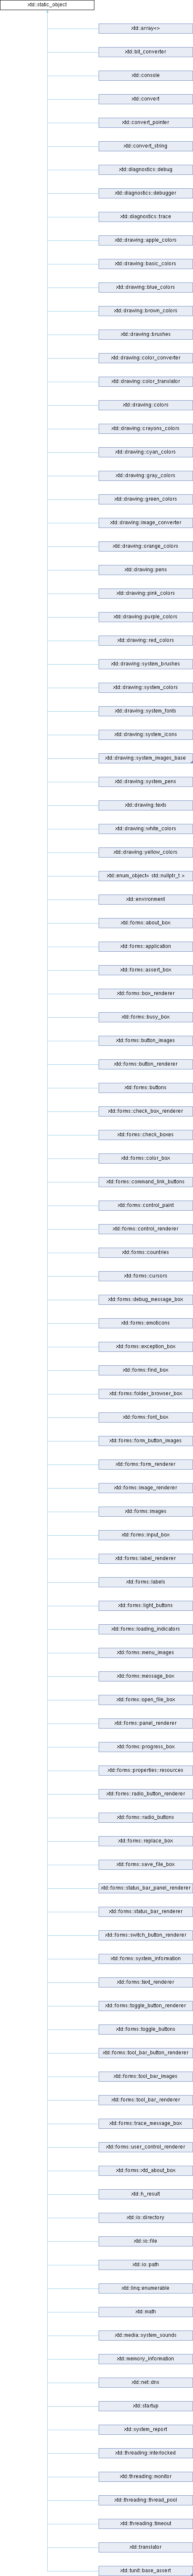 xtd::static_object
xtd::array<>
xtd::bit_converter
xtd::console
xtd::convert
xtd::convert_pointer
xtd::convert_string
xtd::diagnostics::debug
xtd::diagnostics::debugger
xtd::diagnostics::trace
xtd::drawing::apple_colors
xtd::drawing::basic_colors
xtd::drawing::blue_colors
xtd::drawing::brown_colors
xtd::drawing::brushes
xtd::drawing::color_converter
xtd::drawing::color_translator
xtd::drawing::colors
xtd::drawing::crayons_colors
xtd::drawing::cyan_colors
xtd::drawing::gray_colors
xtd::drawing::green_colors
xtd::drawing::image_converter
xtd::drawing::orange_colors
xtd::drawing::pens
xtd::drawing::pink_colors
xtd::drawing::purple_colors
xtd::drawing::red_colors
xtd::drawing::system_brushes
xtd::drawing::system_colors
xtd::drawing::system_fonts
xtd::drawing::system_icons
xtd::drawing::system_images_base
xtd::drawing::system_pens
xtd::drawing::texts
xtd::drawing::white_colors
xtd::drawing::yellow_colors
xtd::enum_object< std::nullptr_t >
xtd::environment
xtd::forms::about_box
xtd::forms::application
xtd::forms::assert_box
xtd::forms::box_renderer
xtd::forms::busy_box
xtd::forms::button_images
xtd::forms::button_renderer
xtd::forms::buttons
xtd::forms::check_box_renderer
xtd::forms::check_boxes
xtd::forms::color_box
xtd::forms::command_link_buttons
xtd::forms::control_paint
xtd::forms::control_renderer
xtd::forms::countries
xtd::forms::cursors
xtd::forms::debug_message_box
xtd::forms::emoticons
xtd::forms::exception_box
xtd::forms::find_box
xtd::forms::folder_browser_box
xtd::forms::font_box
xtd::forms::form_button_images
xtd::forms::form_renderer
xtd::forms::image_renderer
xtd::forms::images
xtd::forms::input_box
xtd::forms::label_renderer
xtd::forms::labels
xtd::forms::light_buttons
xtd::forms::loading_indicators
xtd::forms::menu_images
xtd::forms::message_box
xtd::forms::open_file_box
xtd::forms::panel_renderer
xtd::forms::progress_box
xtd::forms::properties::resources
xtd::forms::radio_button_renderer
xtd::forms::radio_buttons
xtd::forms::replace_box
xtd::forms::save_file_box
xtd::forms::status_bar_panel_renderer
xtd::forms::status_bar_renderer
xtd::forms::switch_button_renderer
xtd::forms::system_information
xtd::forms::text_renderer
xtd::forms::toggle_button_renderer
xtd::forms::toggle_buttons
xtd::forms::tool_bar_button_renderer
xtd::forms::tool_bar_images
xtd::forms::tool_bar_renderer
xtd::forms::trace_message_box
xtd::forms::user_control_renderer
xtd::forms::xtd_about_box
xtd::h_result
xtd::io::directory
xtd::io::file
xtd::io::path
xtd::linq::enumerable
xtd::math
xtd::media::system_sounds
xtd::memory_information
xtd::net::dns
xtd::startup
xtd::system_report
xtd::threading::interlocked
xtd::threading::monitor
xtd::threading::thread_pool
xtd::threading::timeout
xtd::translator
xtd::tunit::base_assert